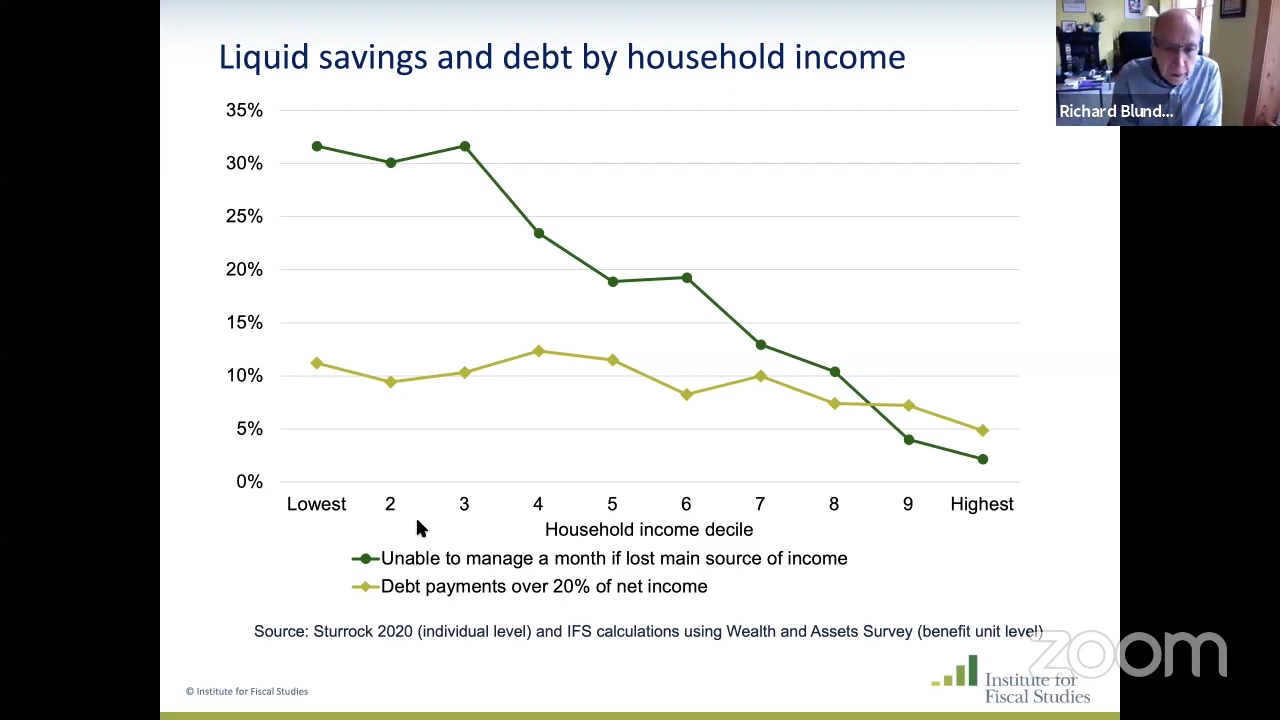 Liquid savings and debt by household income
Richard Blund...
35%
30%
25%
20%
15%
10%
5%
0%
Lowest 2 3 4 5 6 7 8 9 Highest
Household income decile
Unable to manage a month if lost main source of income
Debt payments over 20% of net income
Source: Sturrock 2020 (individual level) and IFS calculations using Wealth and Assets Survey (benefit unit level)
zoom
Institute for
Fiscal Studies
© Institute for Fiscal Studies